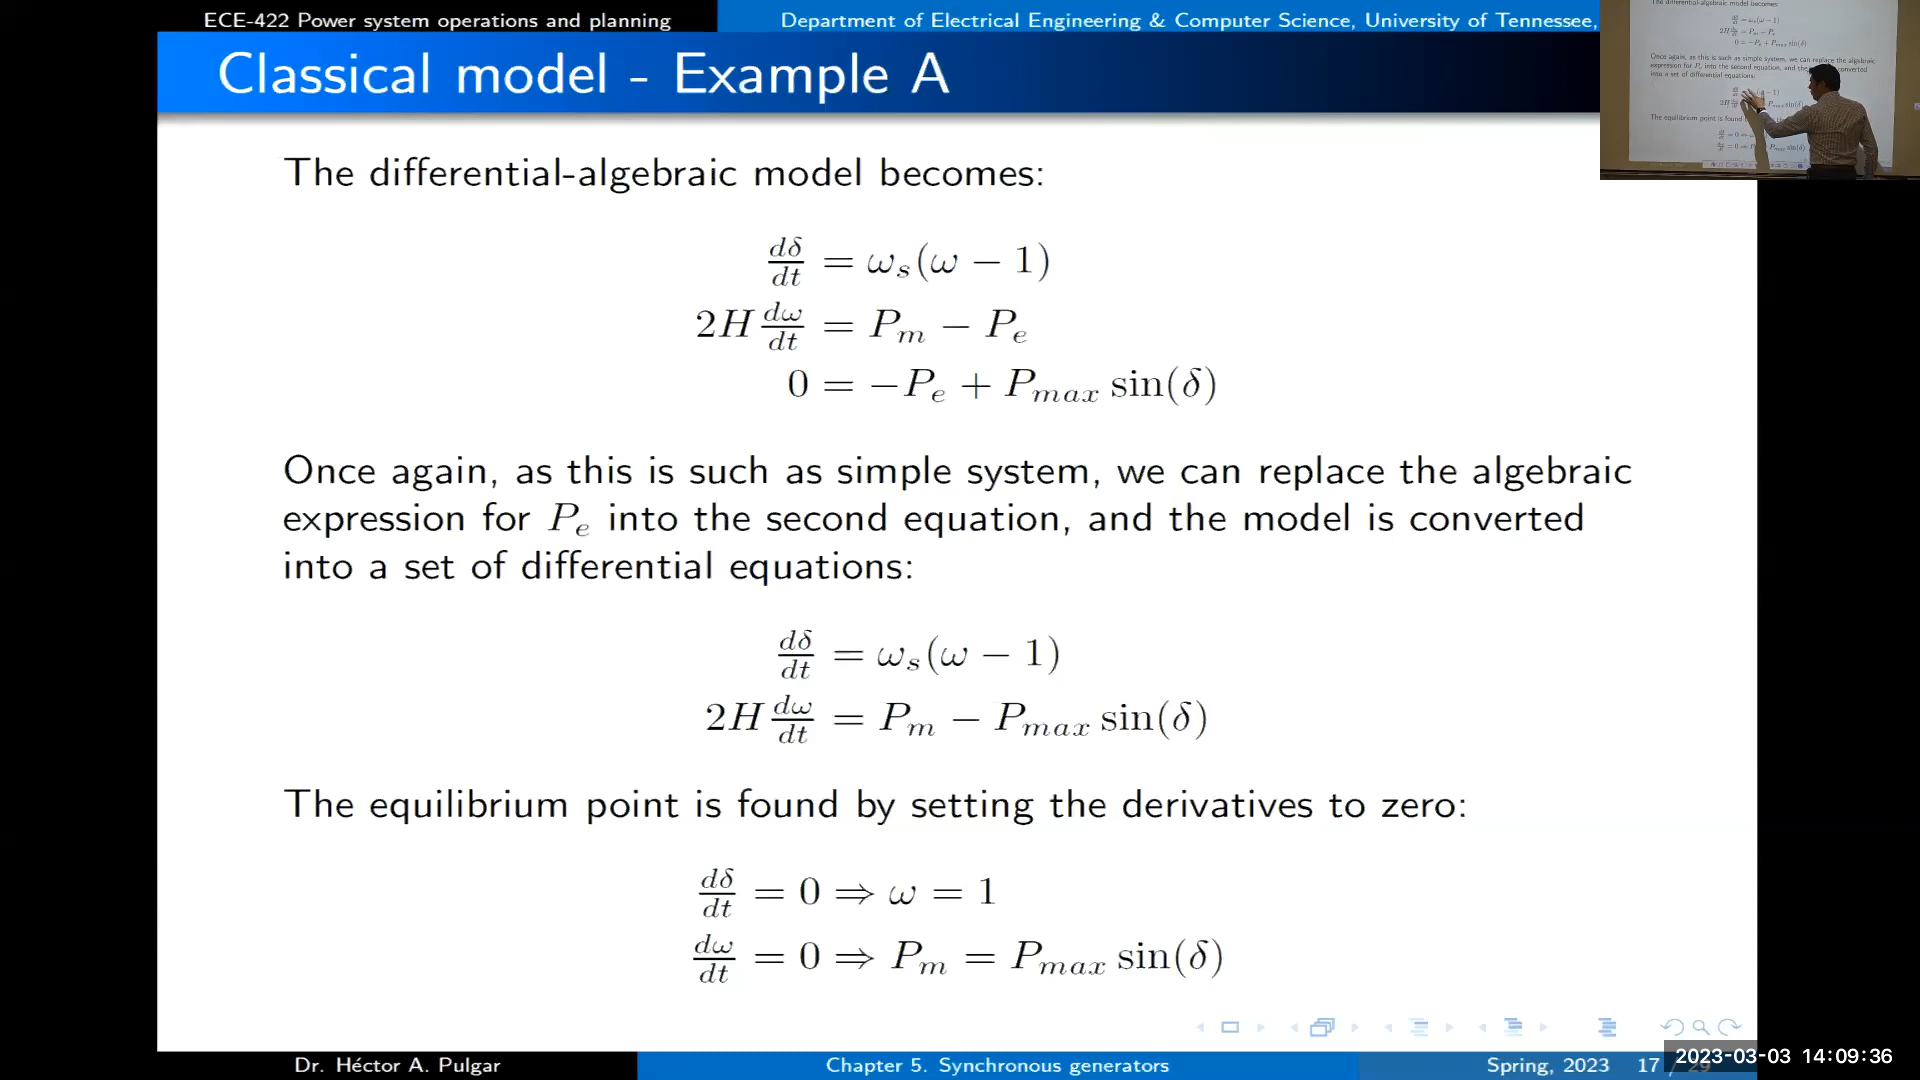 ECE-422 Power system operations and planning
Department of Electrical Engineering & Computer Science, University of Tennessee,
Classical model - Example A
The differential-algebraic model becomes:
dδ/dt = ω_s(ω − 1)
2H dω/dt = P_m − P_e
0 = −P_e + P_max sin(δ)
Once again, as this is such as simple system, we can replace the algebraic
expression for P_e into the second equation, and the model is converted
into a set of differential equations:
dδ/dt = ω_s(ω − 1)
2H dω/dt = P_m − P_max sin(δ)
The equilibrium point is found by setting the derivatives to zero:
dδ/dt = 0 ⇒ ω = 1
dω/dt = 0 ⇒ P_m = P_max sin(δ)
Dr. Héctor A. Pulgar
Chapter 5. Synchronous generators
Spring, 2023
17 / 29
2023-03-03 14:09:36